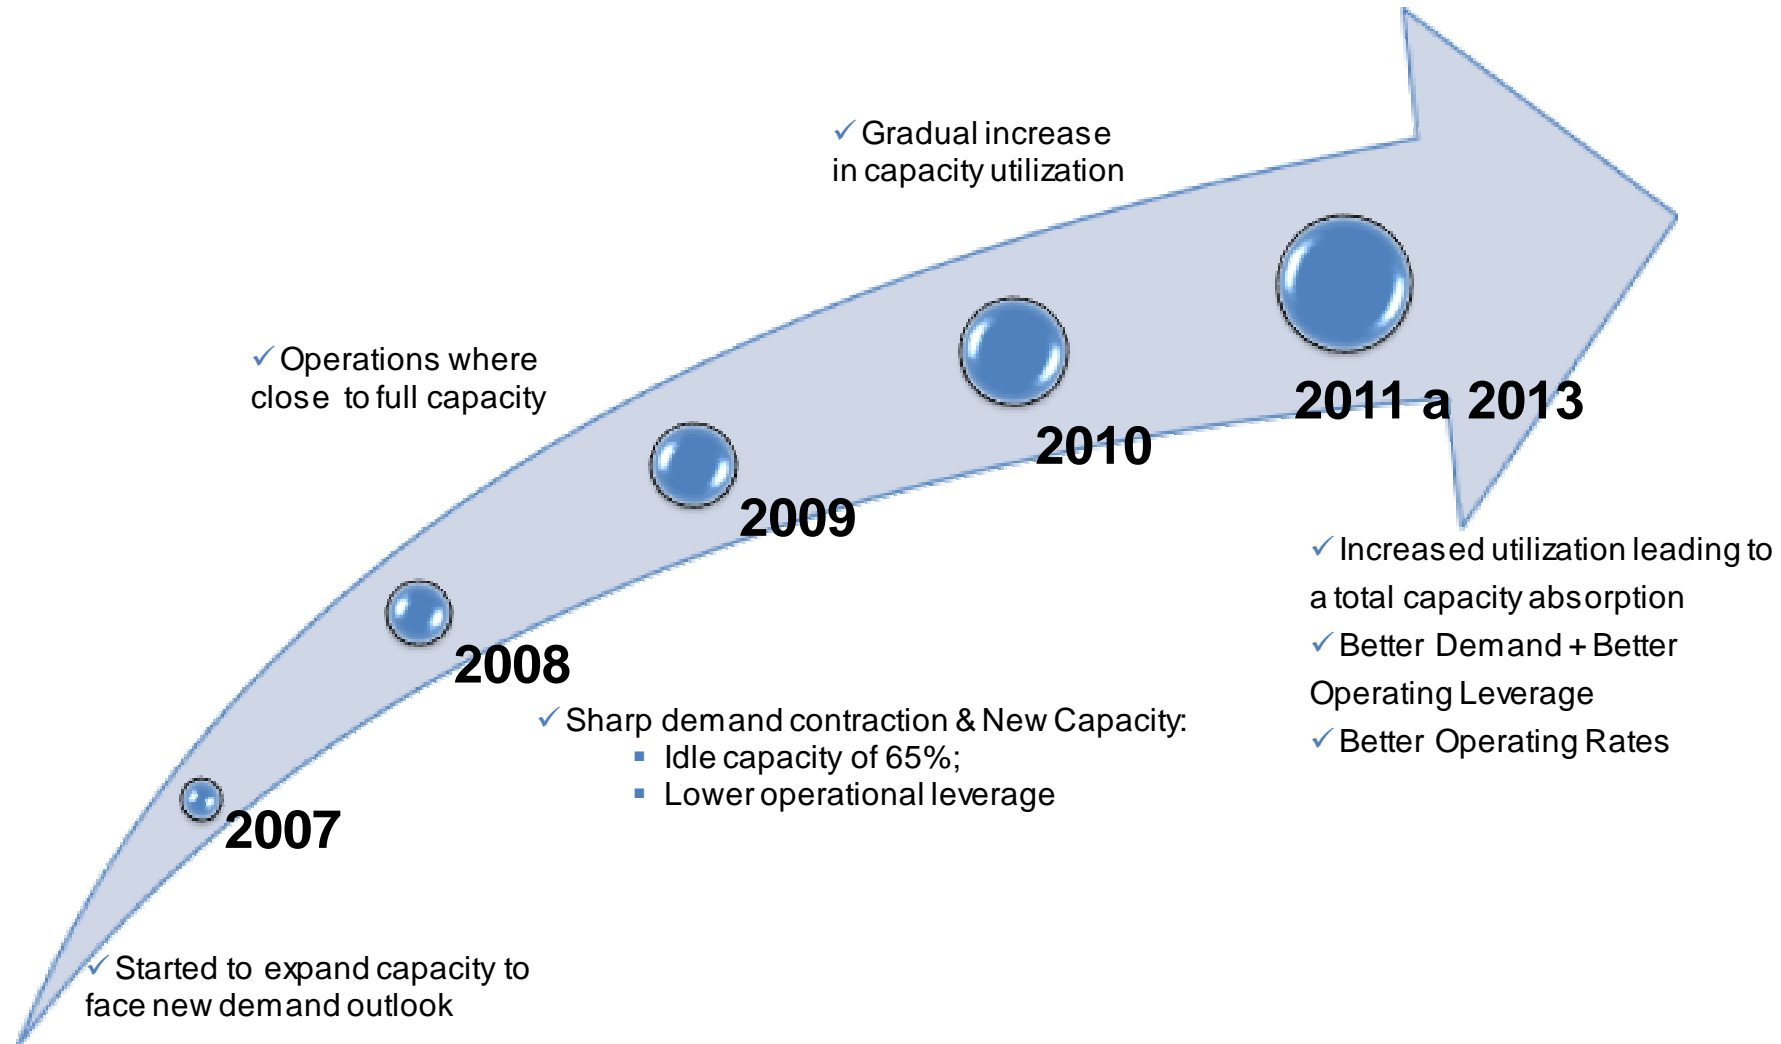 ✓ Gradual increase
in capacity utilization
✓ Operations where
close to full capacity
2011 a 2013
2010
2009
✓ Increased utilization leading to
a total capacity absorption
✓ Better Demand + Better
Operating Leverage
✓ Better Operating Rates
2008
✓ Sharp demand contraction & New Capacity:
▪ Idle capacity of 65%;
▪ Lower operational leverage
2007
✓ Started to expand capacity to
face new demand outlook